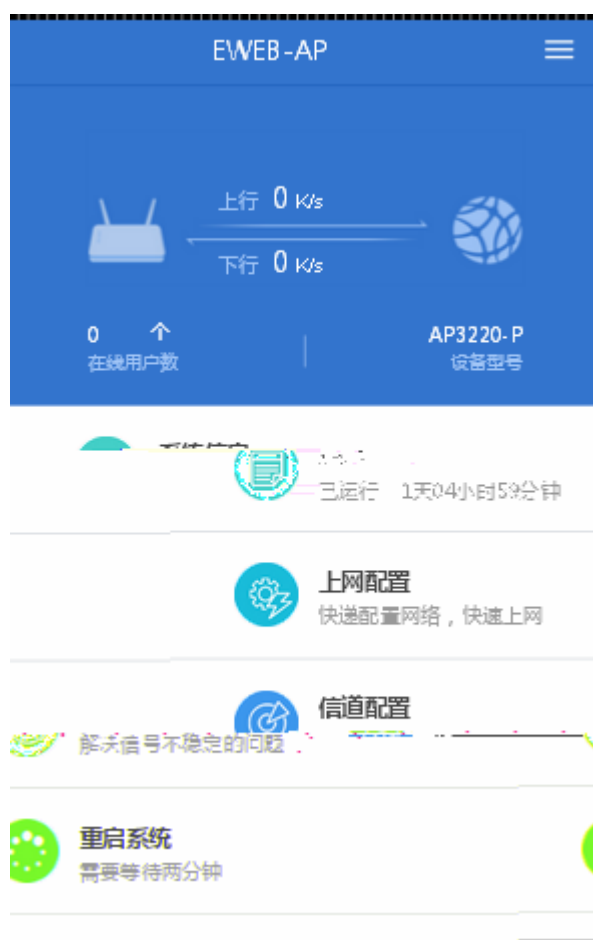 EWEB-AP
上行 0 K/s
下行 0 K/s
0 个
在线用户数
AP3220-P
设备型号
已运行 1天04小时59分钟
上网配置
快递配置网络，快速上网
信道配置
解决信号不稳定的问题
重启系统
需要等待两分钟